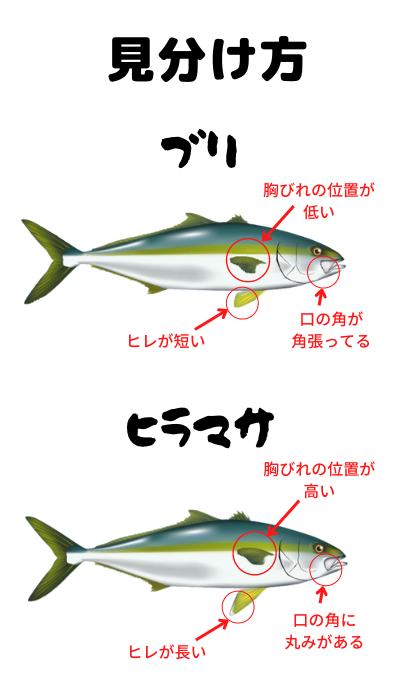 見分け方
ブリ
胸びれの位置が
低い
ヒレが短い
口の角が
角張ってる
ヒラマサ
胸びれの位置が
高い
ヒレが長い
口の角に
丸みがある